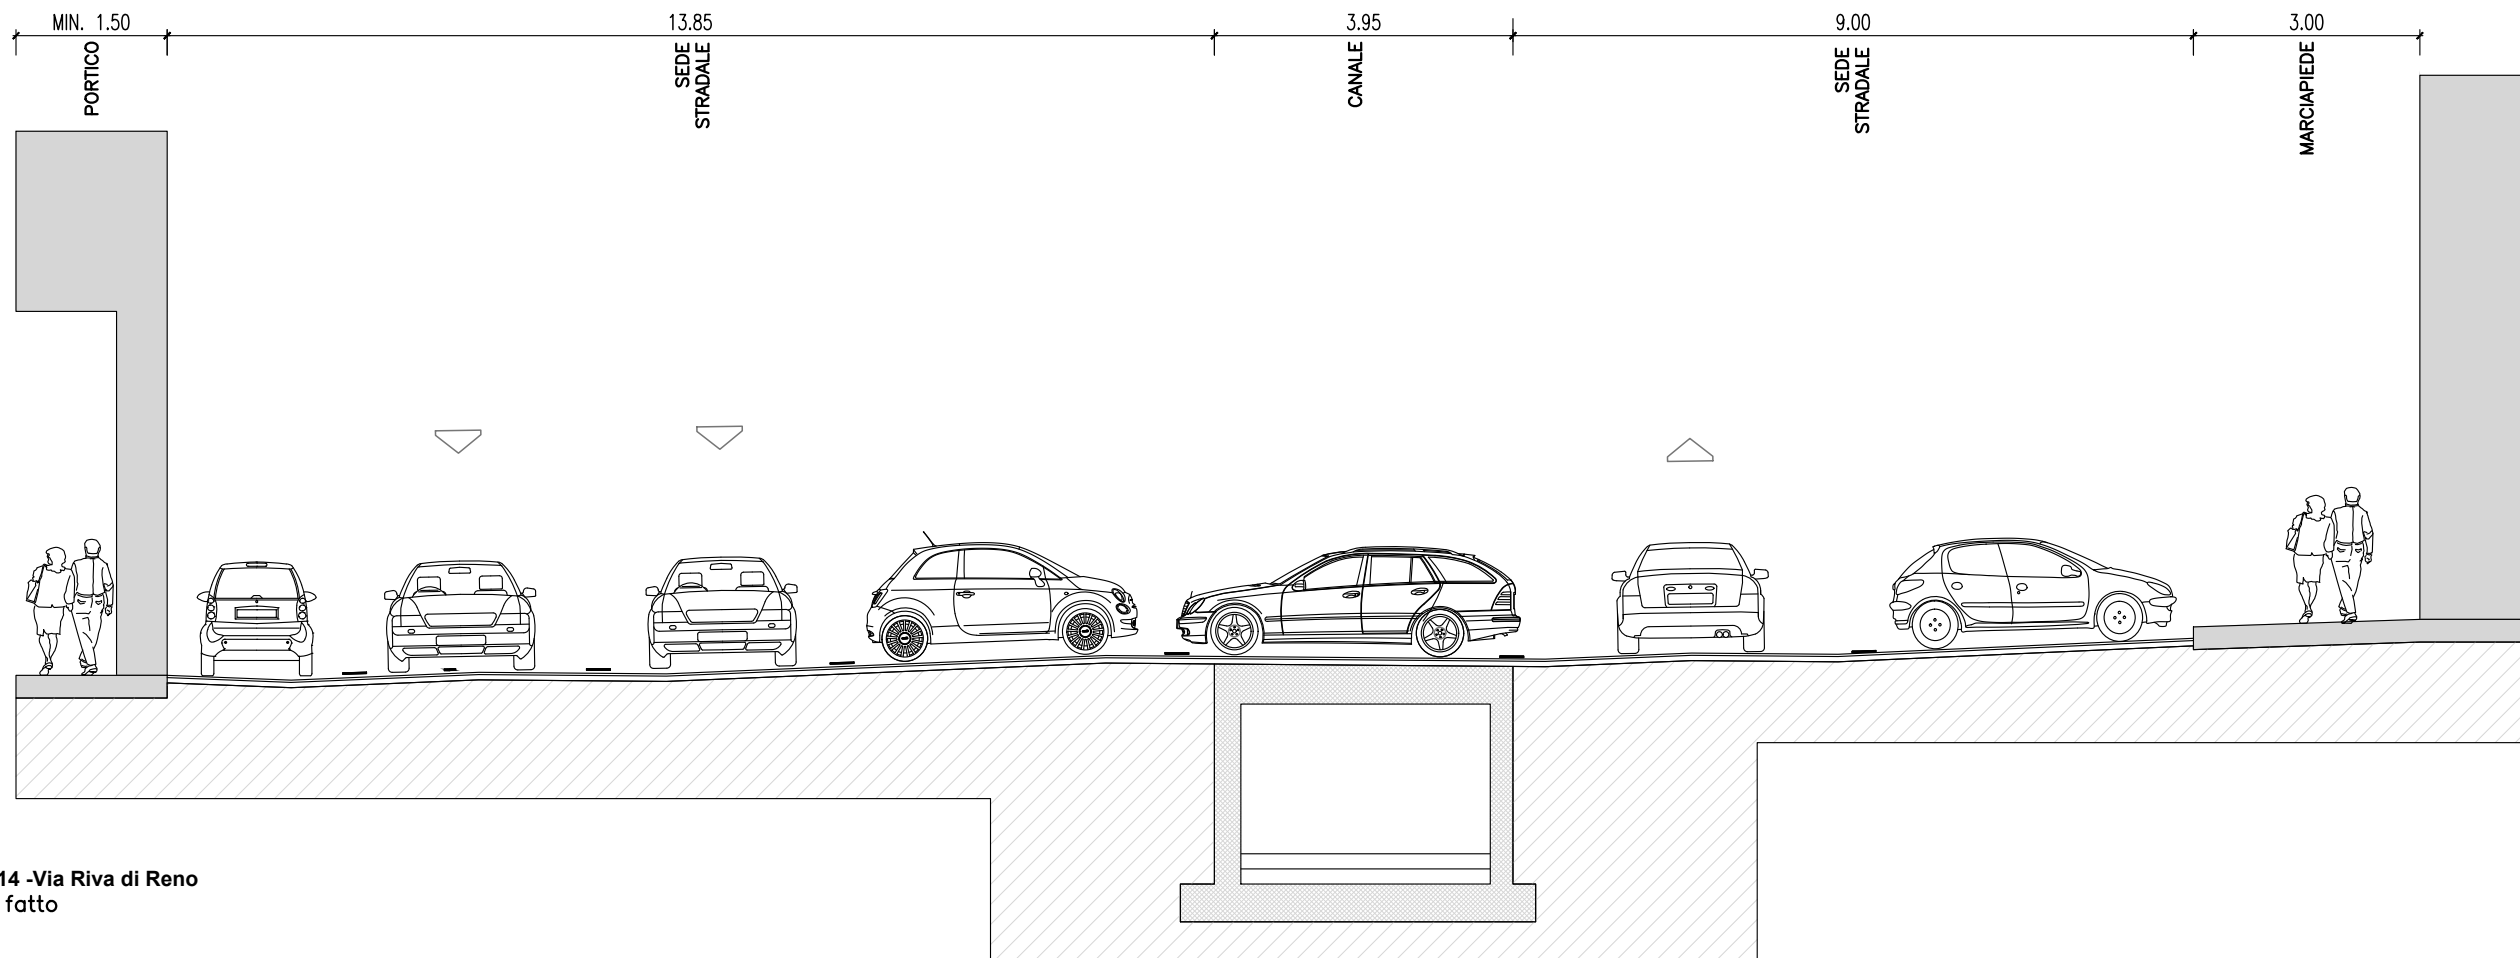 MIN. 1.50
PORTICO
13.85
SEDE
STRADALE
3.95
CANALE
9.00
SEDE
STRADALE
3.00
MARCIAPIEDE
14 -Via Riva di Reno
fatto